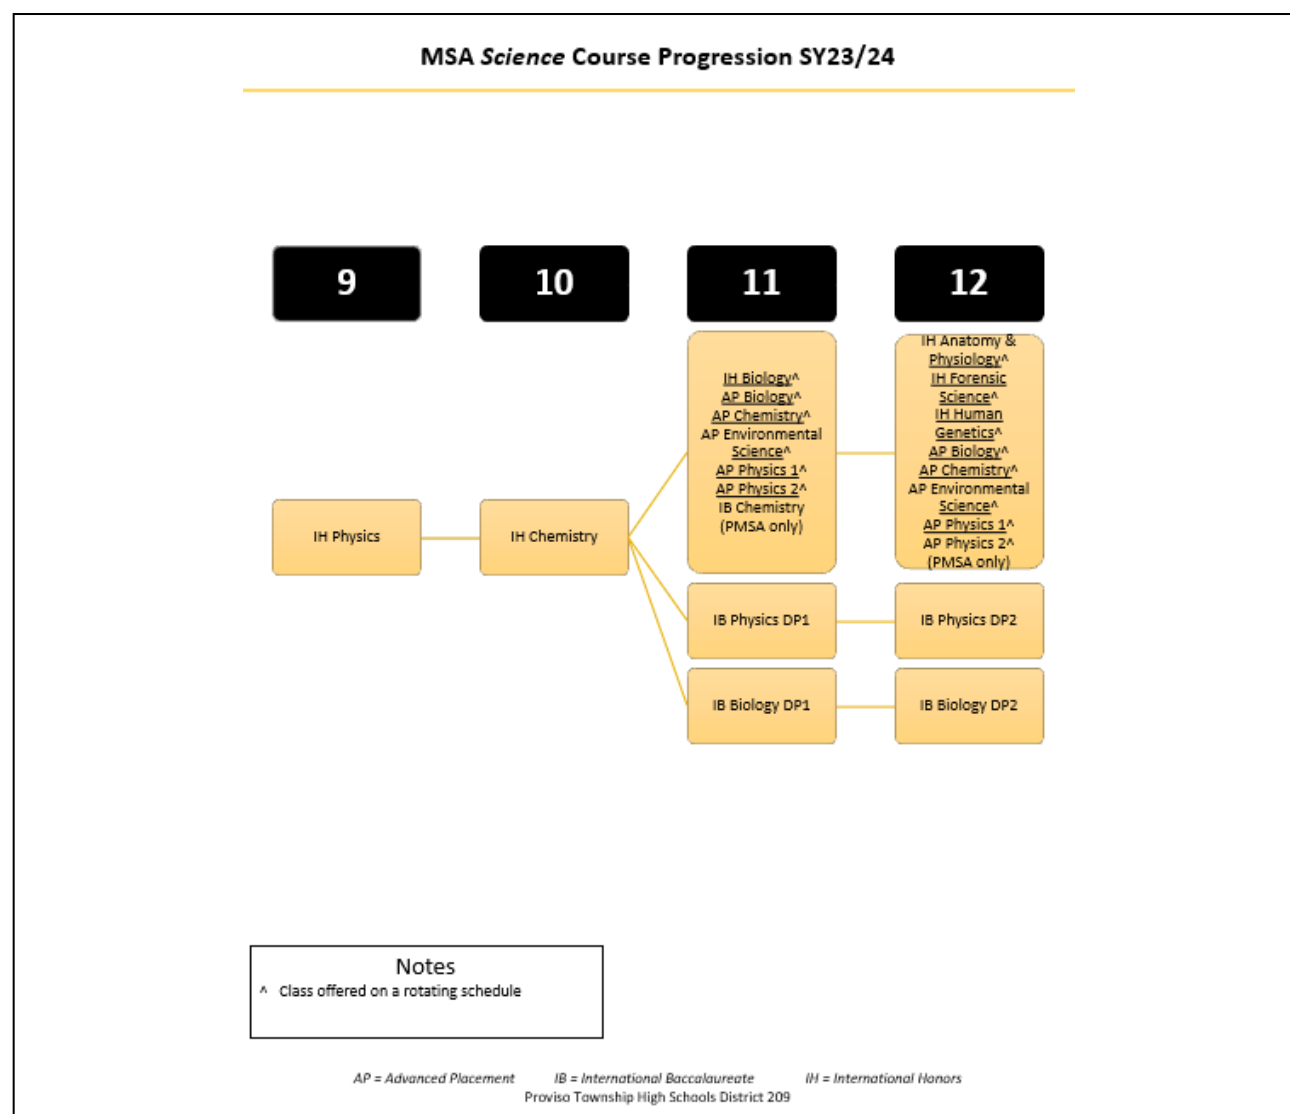 MSA Science Course Progression SY23/24
9
10
11
12
IH Physics
IH Chemistry
IH Biology^
AP Biology^
AP Chemistry^
AP Environmental
Science^
AP Physics 1^
AP Physics 2^
IB Chemistry
(PMSA only)
IH Anatomy &
Physiology^
IH Forensic
Science^
IH Human
Genetics^
AP Biology^
AP Chemistry^
AP Environmental
Science^
AP Physics 1^
AP Physics 2^
(PMSA only)
IB Physics DP1
IB Physics DP2
IB Biology DP1
IB Biology DP2
Notes
^ Class offered on a rotating schedule
AP = Advanced Placement IB = International Baccalaureate IH = International Honors
Proviso Township High Schools District 209